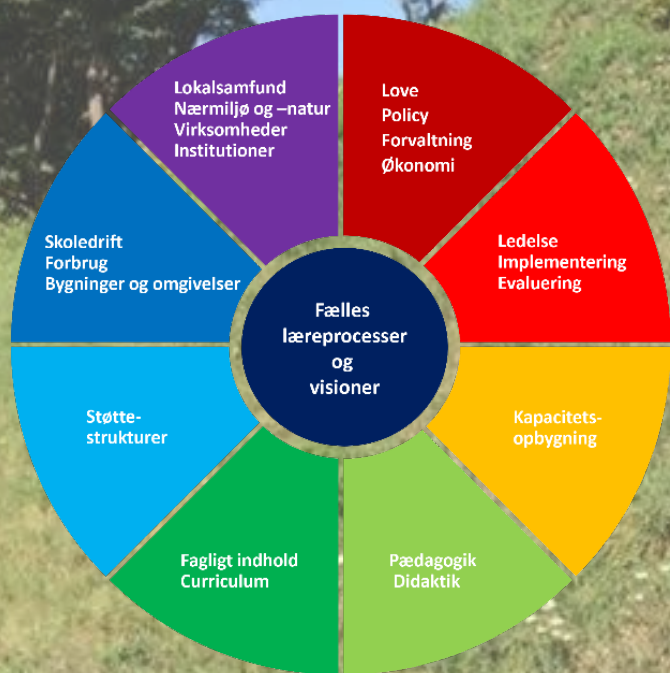 Love
Policy
Forvaltning
Økonomi
Ledelse
Implementering
Evaluering
Kapacitets-
opbygning
Pædagogik
Didaktik
Fagligt indhold
Curriculum
Støtte-
strukturer
Skoledrift
Forbrug
Bygninger og omgivelser
Lokalsamfund
Nærmiljø og –natur
Virksomheder
Institutioner
Fælles
læreprocesser
og
visioner